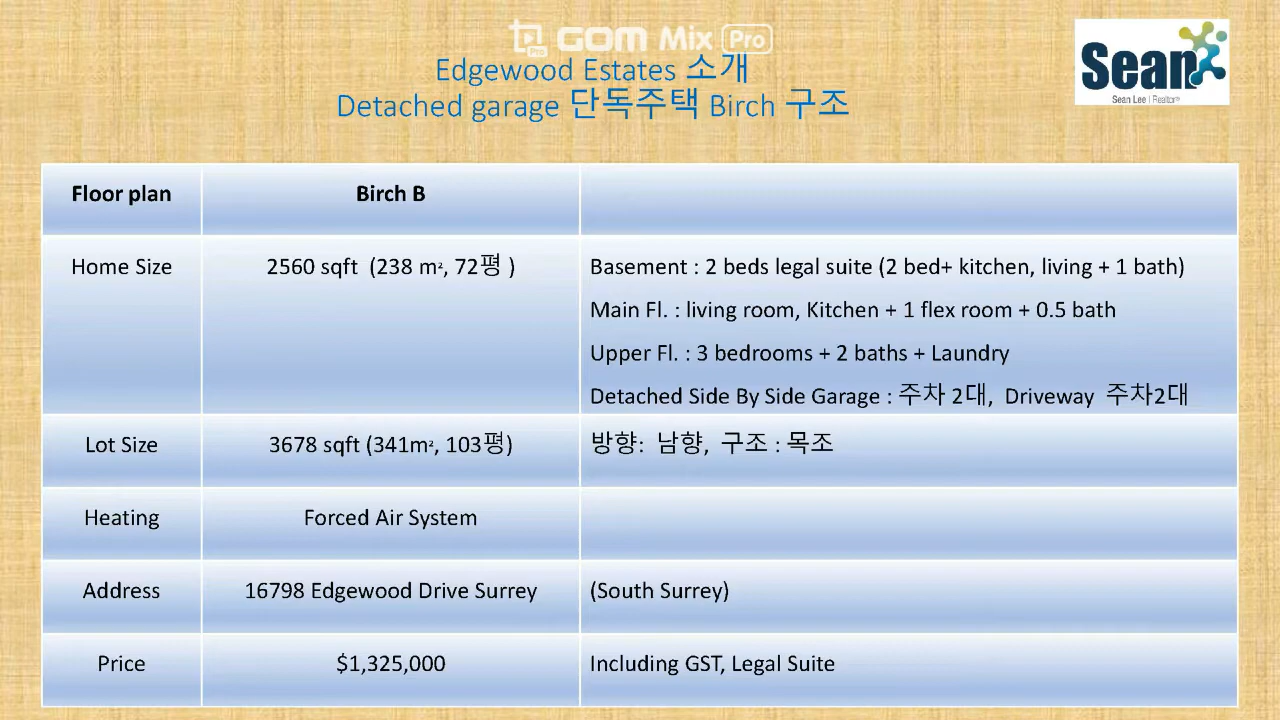 GOM Mix Pro
Pro
Edgewood Estates 소개
Detached garage 단독주택 Birch 구조
Sean
Sean Lee | Realtor™
Floor plan Birch B
Home Size 2560 sqft (238 m², 72평 ) Basement : 2 beds legal suite (2 bed+ kitchen, living + 1 bath)
Main Fl. : living room, Kitchen + 1 flex room + 0.5 bath
Upper Fl. : 3 bedrooms + 2 baths + Laundry
Detached Side By Side Garage : 주차 2대, Driveway 주차2대
Lot Size 3678 sqft (341m², 103평) 방향: 남향, 구조 : 목조
Heating Forced Air System
Address 16798 Edgewood Drive Surrey (South Surrey)
Price $1,325,000 Including GST, Legal Suite